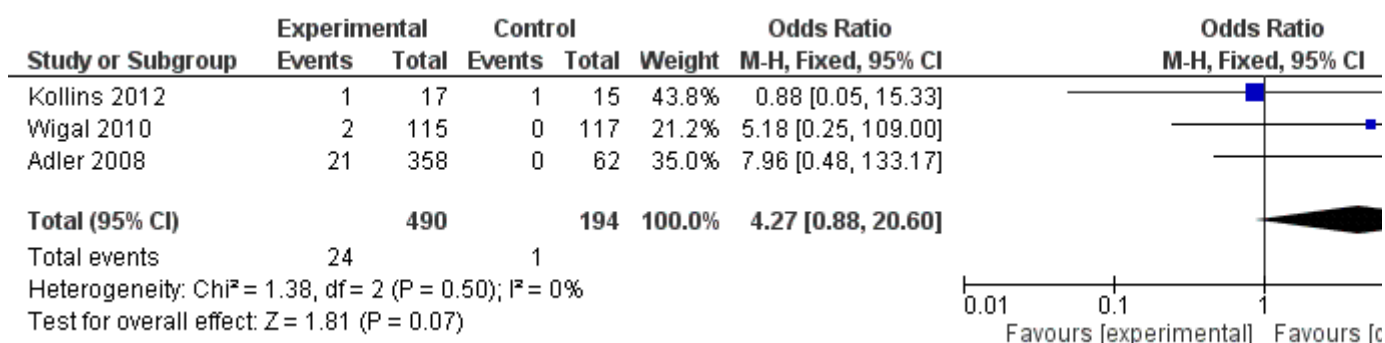 Experimental Control Odds Ratio Odds Ratio
Study or Subgroup Events Total Events Total Weight M-H, Fixed, 95% CI M-H, Fixed, 95% CI
Kollins 2012 1 17 1 15 43.8% 0.88 [0.05, 15.33]
Wigal 2010 2 115 0 117 21.2% 5.18 [0.25, 109.00]
Adler 2008 21 358 0 62 35.0% 7.96 [0.48, 133.17]
Total (95% CI) 490 194 100.0% 4.27 [0.88, 20.60]
Total events 24 1
Heterogeneity: Chi² = 1.38, df = 2 (P = 0.50); I² = 0%
Test for overall effect: Z = 1.81 (P = 0.07)
0.01 0.1 1
Favours [experimental] Favours